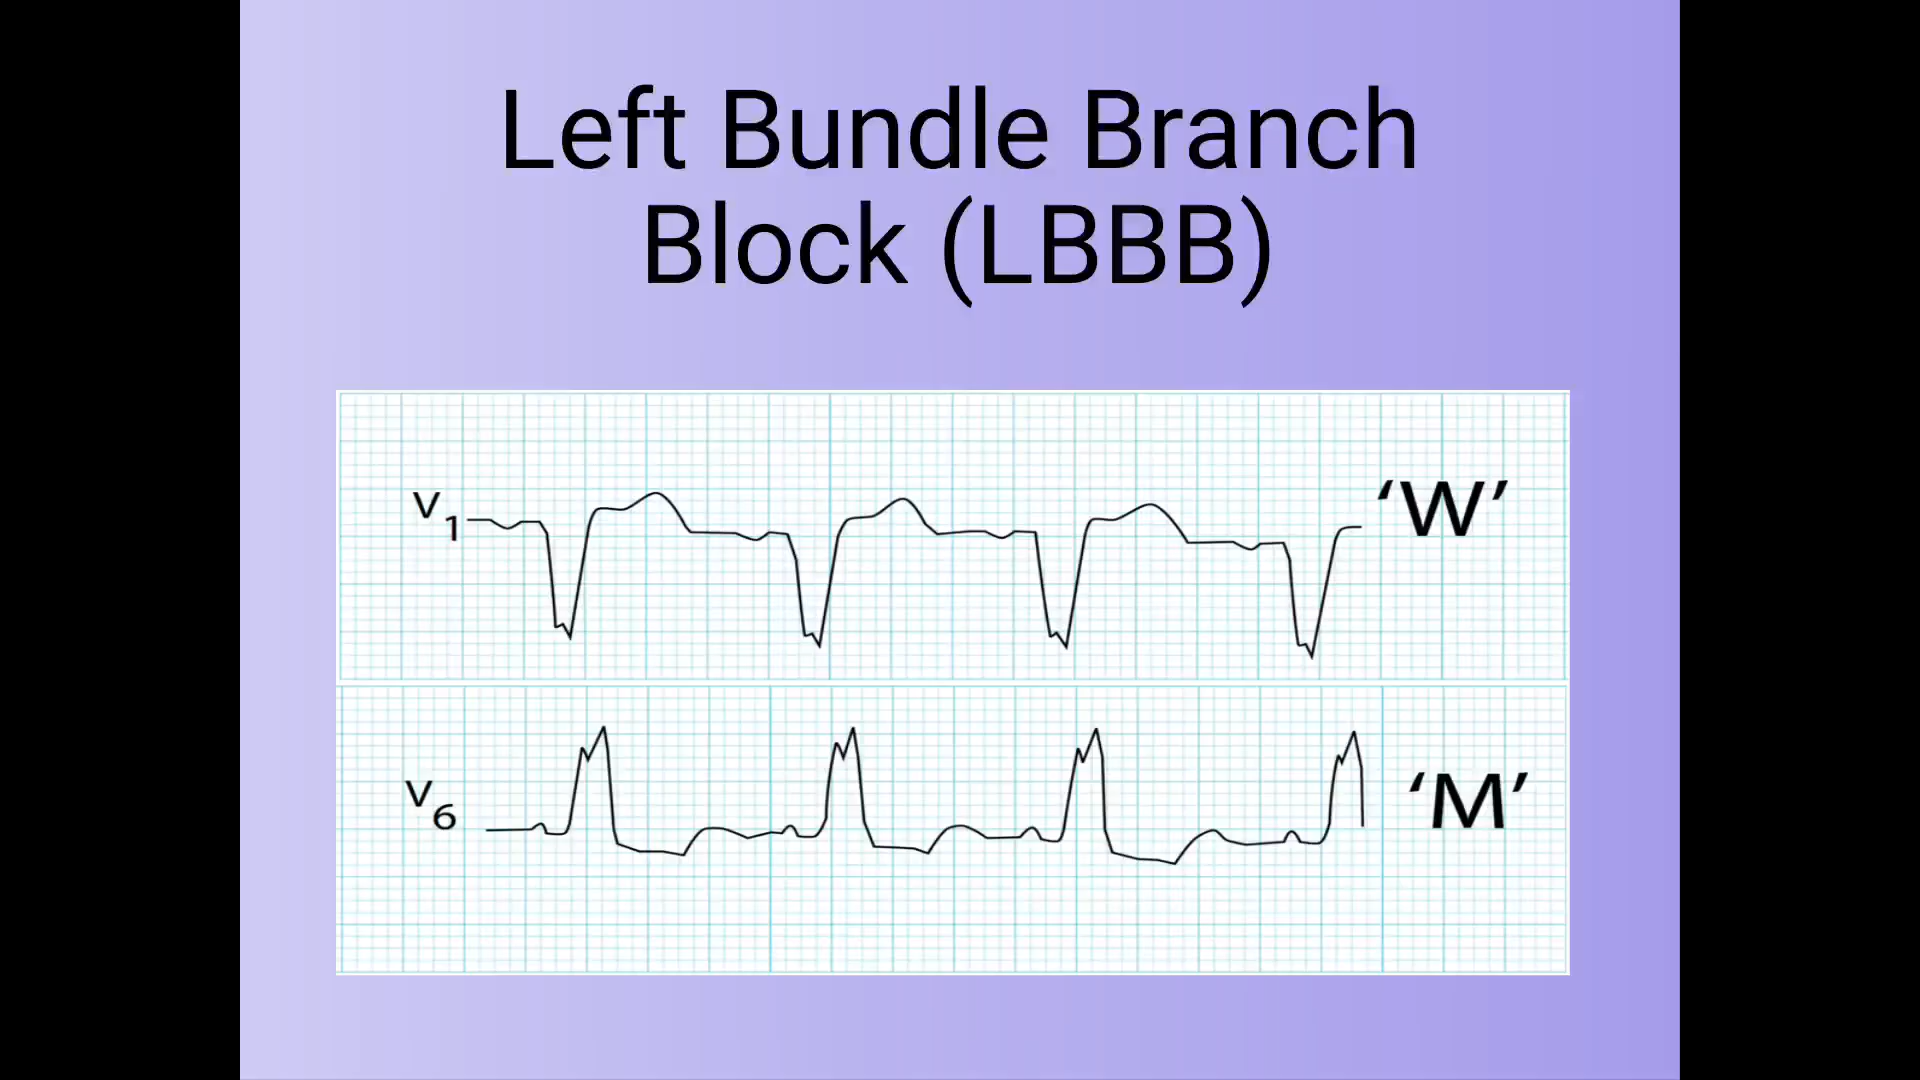 Left Bundle Branch
Block (LBBB)
V1
‘W’
V6
‘M’